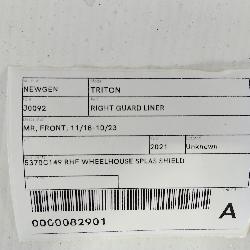 NEWGEN TRITON
J0092 RIGHT GUARD LINER
MR, FRONT, 11/18-10/23
2021 Unknown
5370C149 RHF WHEELHOUSE SPLAS SHIELD
0000082901 A